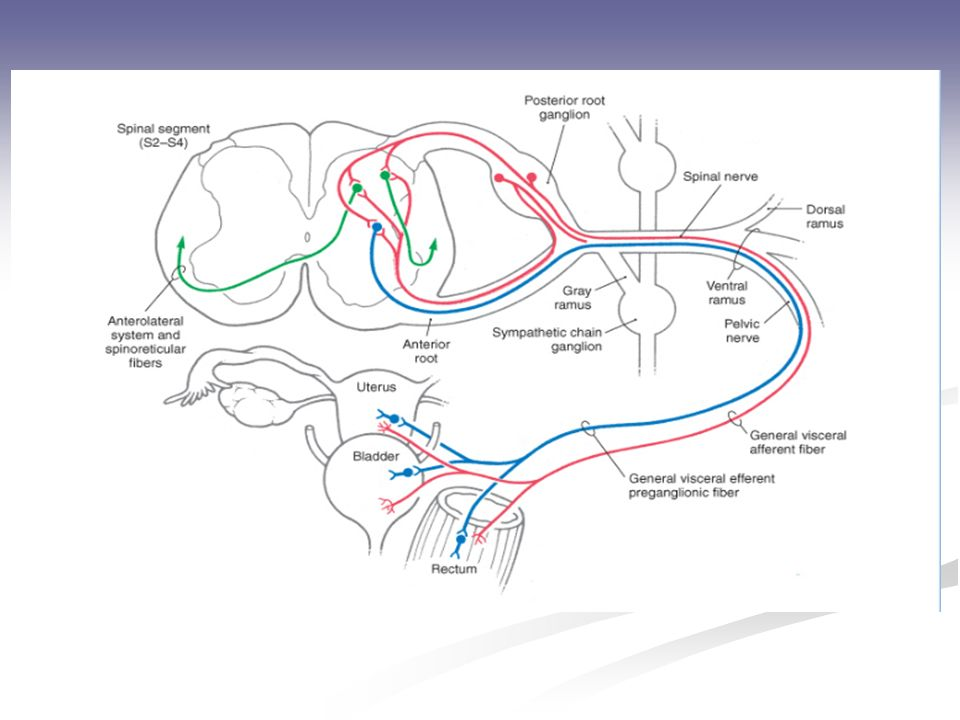 Posterior root
ganglion
Spinal segment
(S2–S4)
Spinal nerve
Dorsal
ramus
Gray
ramus
Ventral
ramus
Anterolateral
system and
spinoreticular
fibers
Anterior
root
Sympathetic chain
ganglion
Pelvic
nerve
Uterus
Bladder
General visceral
afferent fiber
General visceral efferent
preganglionic fiber
Rectum